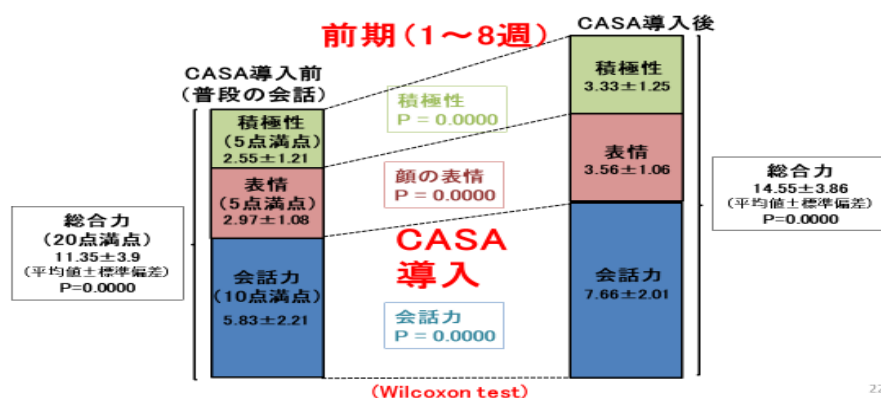 前期(1～8週)
CASA導入前
(普段の会話)
積極性
(5点満点)
2.55±1.21
表情
(5点満点)
2.97±1.08
会話力
(10点満点)
5.83±2.21
総合力
(20点満点)
11.35±3.9
(平均値±標準偏差)
P=0.0000
積極性
P = 0.0000
顔の表情
P = 0.0000
CASA
導入
会話力
P = 0.0000
(Wilcoxon test)
CASA導入後
積極性
3.33±1.25
表情
3.56±1.06
会話力
7.66±2.01
総合力
14.55±3.86
(平均値±標準偏差)
P=0.0000
22